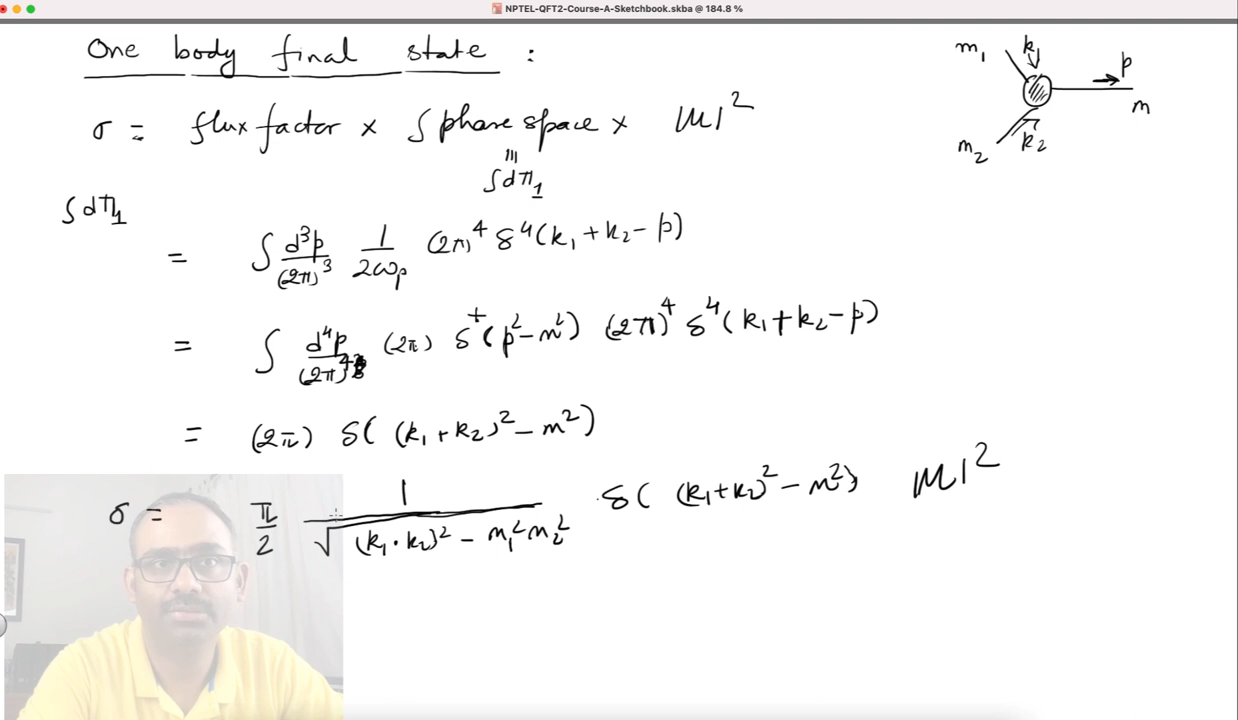 NPTEL-QFT2-Course-A-Sketchbook.skba @ 184.8 %
One body final state :
m₁ k₁ p
m
m₂ k₂
σ = flux factor × ∫ phase space × |M|²
≡
∫dΠ₁
∫dΠ₁
= ∫ d³p/(2π)³ 1/2ωₚ (2π)⁴ δ⁴(k₁ + k₂ − p)
= ∫ d⁴p/(2π)⁴ (2π) δ⁺(p² − m²) (2π)⁴ δ⁴(k₁ + k₂ − p)
= (2π) δ( (k₁ + k₂)² − m²)
σ = π/2 1/√(k₁ · k₂)² − m₁² m₂² δ( (k₁ + k₂)² − m²) |M|²